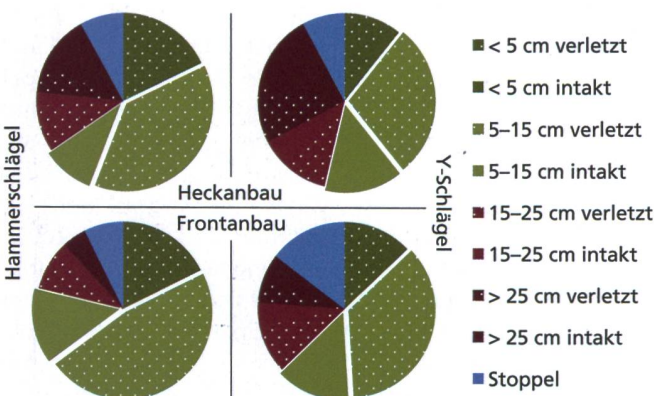 Hammerschlägel
Heckanbau
Frontanbau
Y-Schlägel
< 5 cm verletzt
< 5 cm intakt
5–15 cm verletzt
5–15 cm intakt
15–25 cm verletzt
15–25 cm intakt
> 25 cm verletzt
> 25 cm intakt
Stoppel